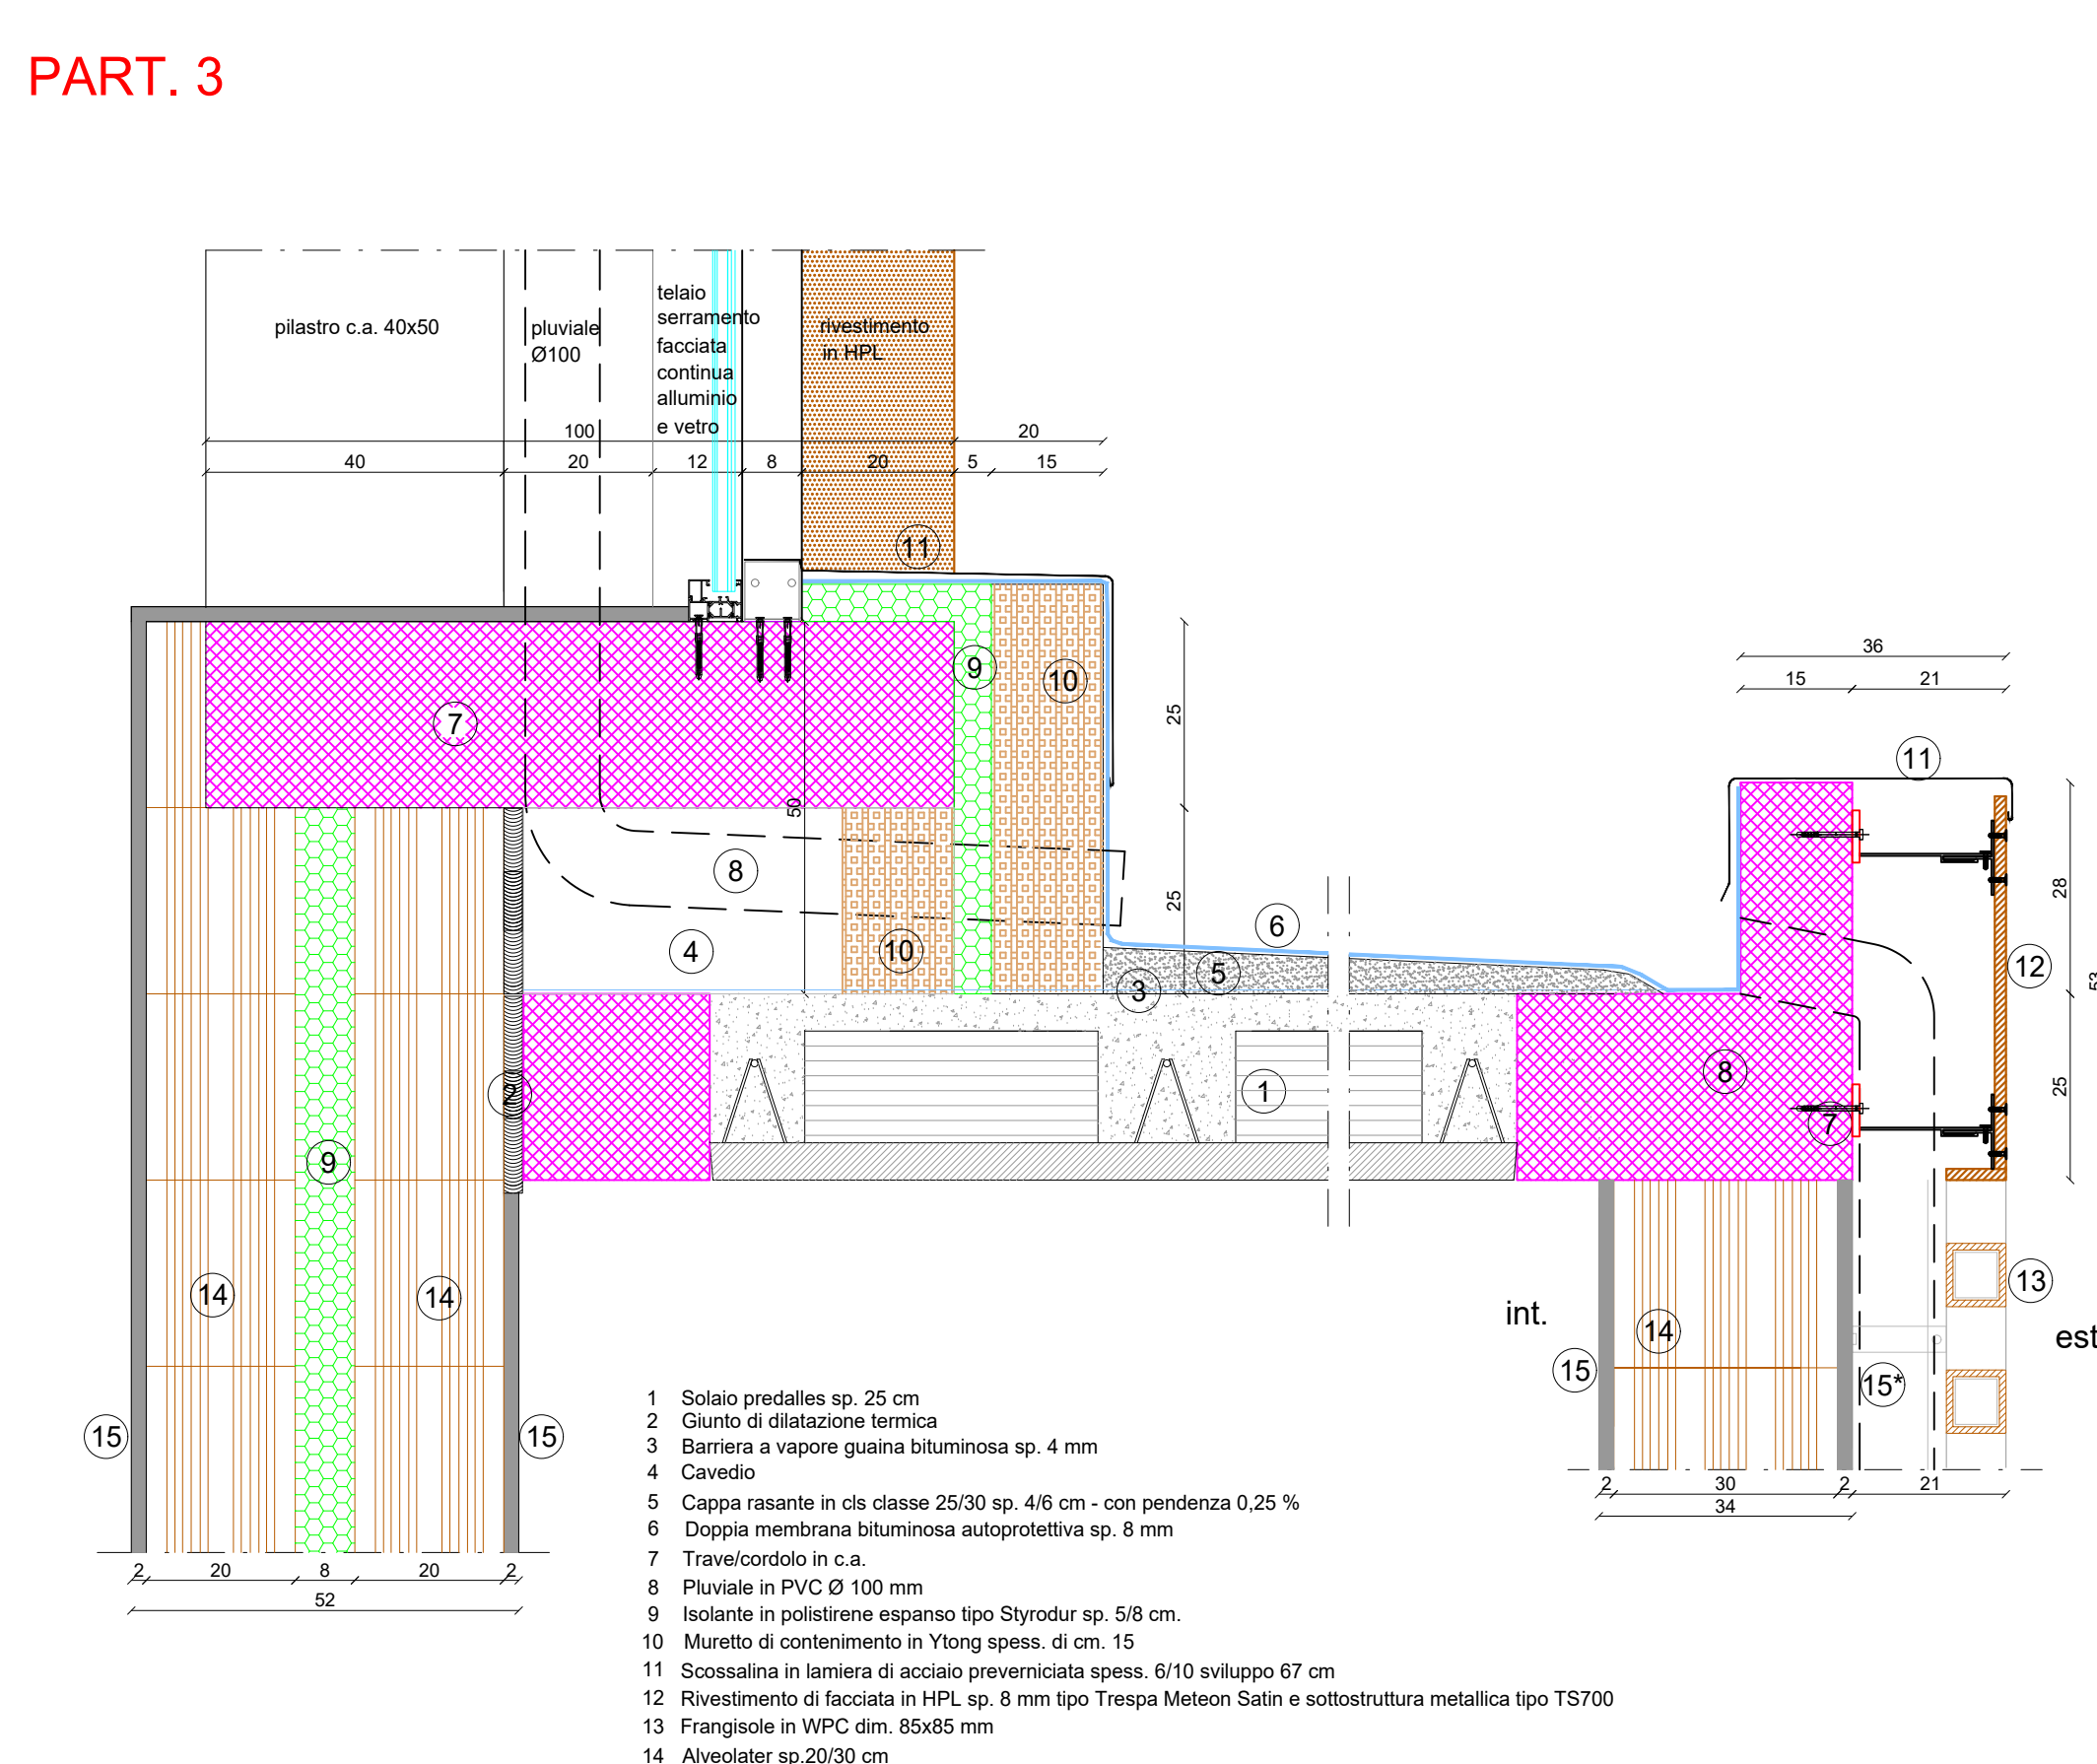 PART. 3
pilastro c.a. 40x50
pluviale
Ø100
telaio
serramento
facciata
continua
alluminio
e vetro
rivestimento
in HPL
100
20
40
20
12
8
20
5
15
11
9
10
7
25
50
8
25
4
10
6
5
3
2
1
9
14
14
15
15
2
20
8
20
2
52
36
15
21
11
28
12
53
8
25
7
13
int.
est
14
15
15*
2
30
2
21
34
1 Solaio predalles sp. 25 cm
2 Giunto di dilatazione termica
3 Barriera a vapore guaina bituminosa sp. 4 mm
4 Cavedio
5 Cappa rasante in cls classe 25/30 sp. 4/6 cm - con pendenza 0,25 %
6 Doppia membrana bituminosa autoprotettiva sp. 8 mm
7 Trave/cordolo in c.a.
8 Pluviale in PVC Ø 100 mm
9 Isolante in polistirene espanso tipo Styrodur sp. 5/8 cm.
10 Muretto di contenimento in Ytong spess. di cm. 15
11 Scossalina in lamiera di acciaio preverniciata spess. 6/10 sviluppo 67 cm
12 Rivestimento di facciata in HPL sp. 8 mm tipo Trespa Meteon Satin e sottostruttura metallica tipo TS700
13 Frangisole in WPC dim. 85x85 mm
14 Alveolater sp.20/30 cm